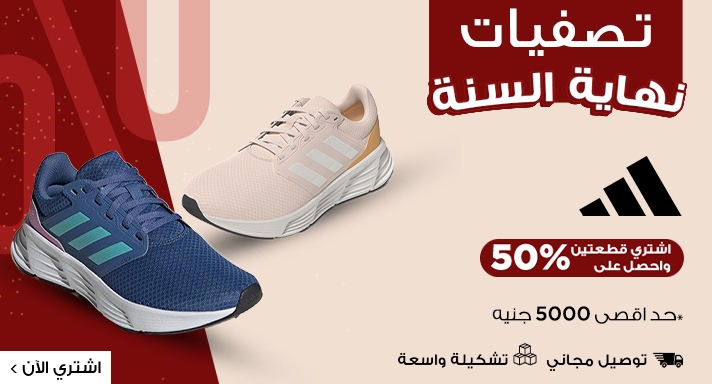 تصفيات
نهاية السنة
اشتري قطعتين
واحصل على
50%
*حد اقصى 5000 جنيه
توصيل مجاني
تشكيلة واسعة
اشتري الآن >